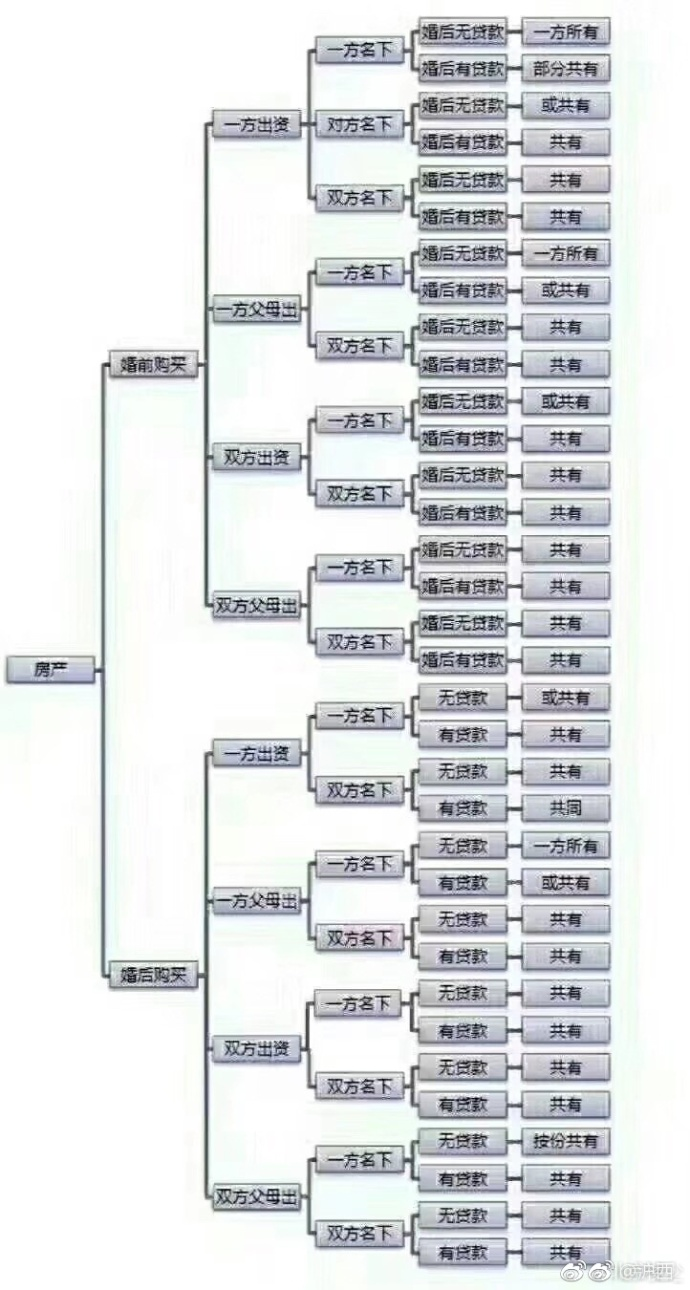 房产
婚前购买
一方出资
一方名下
婚后无贷款 一方所有
婚后有贷款 部分共有
对方名下
婚后无贷款 或共有
婚后有贷款 共有
双方名下
婚后无贷款 共有
婚后有贷款 共有
一方父母出
一方名下
婚后无贷款 一方所有
婚后有贷款 或共有
双方名下
婚后无贷款 共有
婚后有贷款 共有
双方出资
一方名下
婚后无贷款 或共有
婚后有贷款 共有
双方名下
婚后无贷款 共有
婚后有贷款 共有
双方父母出
一方名下
婚后无贷款 共有
婚后有贷款 共有
双方名下
婚后无贷款 共有
婚后有贷款 共有
婚后购买
一方出资
一方名下
无贷款 或共有
有贷款 共有
双方名下
无贷款 共有
有贷款 共同
一方父母出
一方名下
无贷款 一方所有
有贷款 或共有
双方名下
无贷款 共有
有贷款 共有
双方出资
一方名下
无贷款 共有
有贷款 共有
双方名下
无贷款 共有
有贷款 共有
双方父母出
一方名下
无贷款 按份共有
有贷款 共有
双方名下
无贷款 共有
有贷款 共有